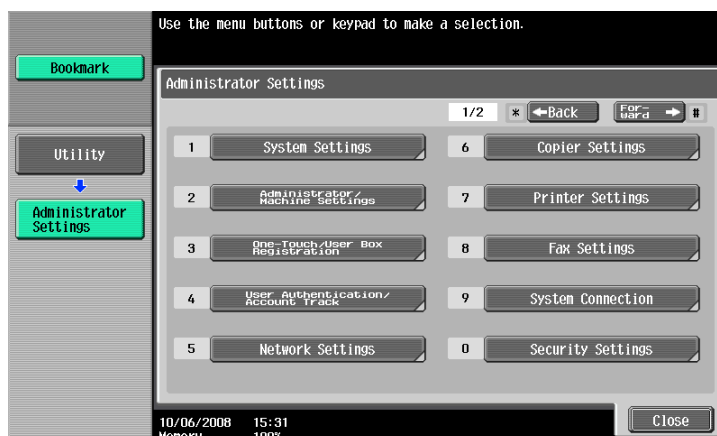 Use the menu buttons or keypad to make a selection.
Bookmark
Administrator Settings
1/2 * ←Back For-ward → #
Utility
Administrator
Settings
1 System Settings
2 Administrator/
Machine Settings
3 One-Touch/User Box
Registration
4 User Authentication/
Account Track
5 Network Settings
6 Copier Settings
7 Printer Settings
8 Fax Settings
9 System Connection
0 Security Settings
10/06/2008 15:31
Memory 100%
Close